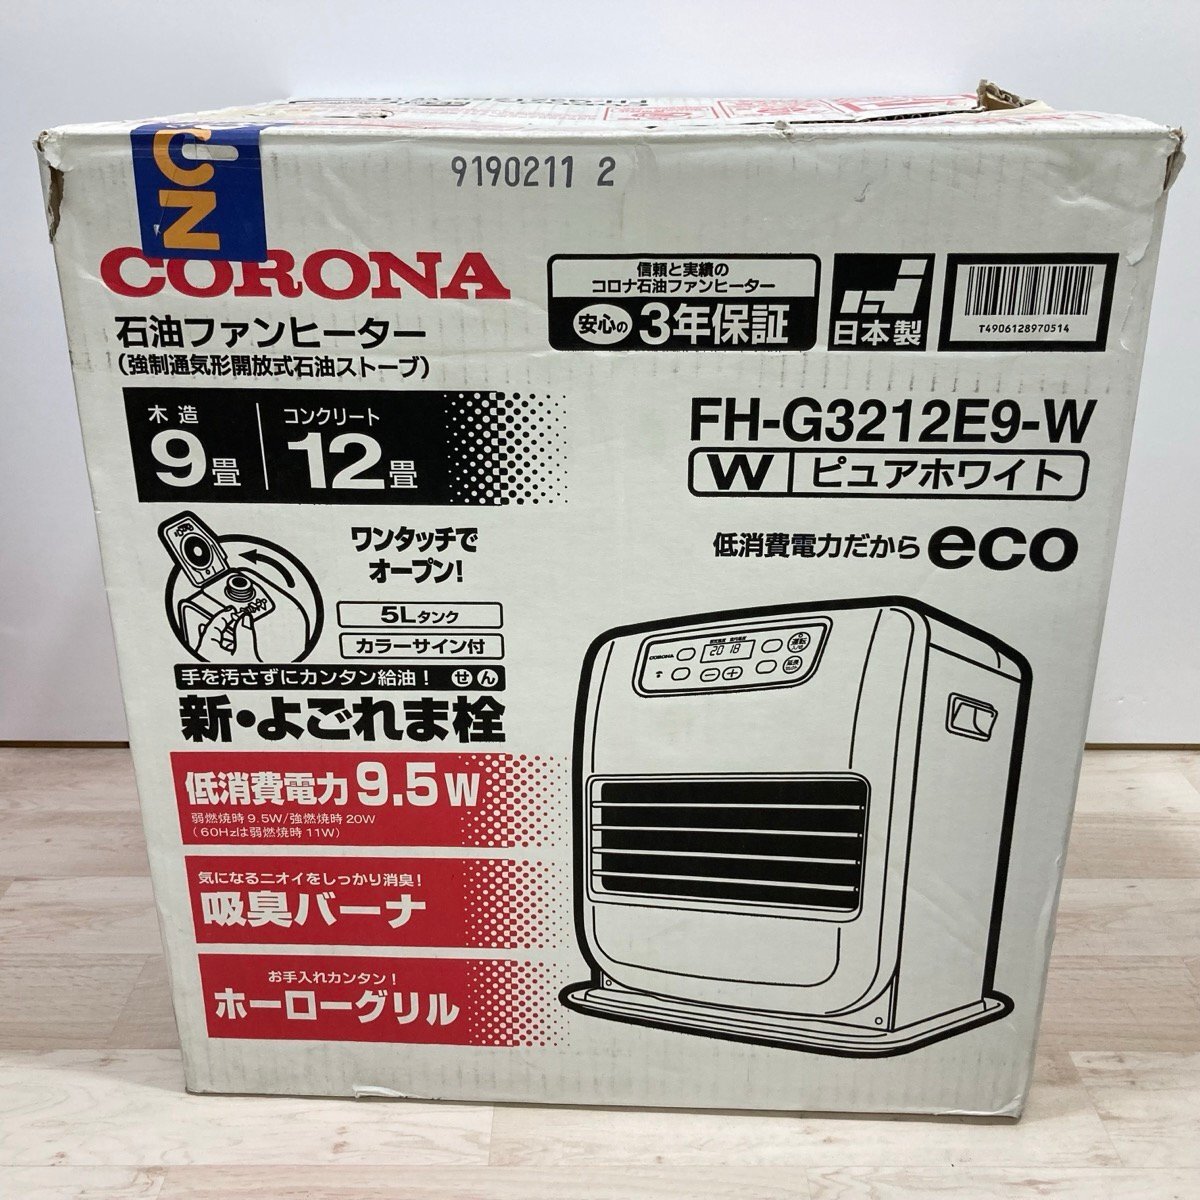 9190211 2
CZ
CORONA
石油ファンヒーター
(強制通気形開放式石油ストーブ)
信頼と実績の
コロナ石油ファンヒーター
安心の 3年保証
日本製
T4906128970514
木造 9畳 コンクリート 12畳
FH-G3212E9-W
W ピュアホワイト
低消費電力だから eco
ワンタッチで
オープン!
5Lタンク
カラーサイン付
手を汚さずにカンタン給油! せん
新・よごれま栓
低消費電力 9.5W
弱燃焼時 9.5W/強燃焼時 20W
(60Hzは弱燃焼時 11W)
気になるニオイをしっかり消臭!
吸臭バーナ
お手入れカンタン!
ホーローグリル
CORONA
20 18
運転